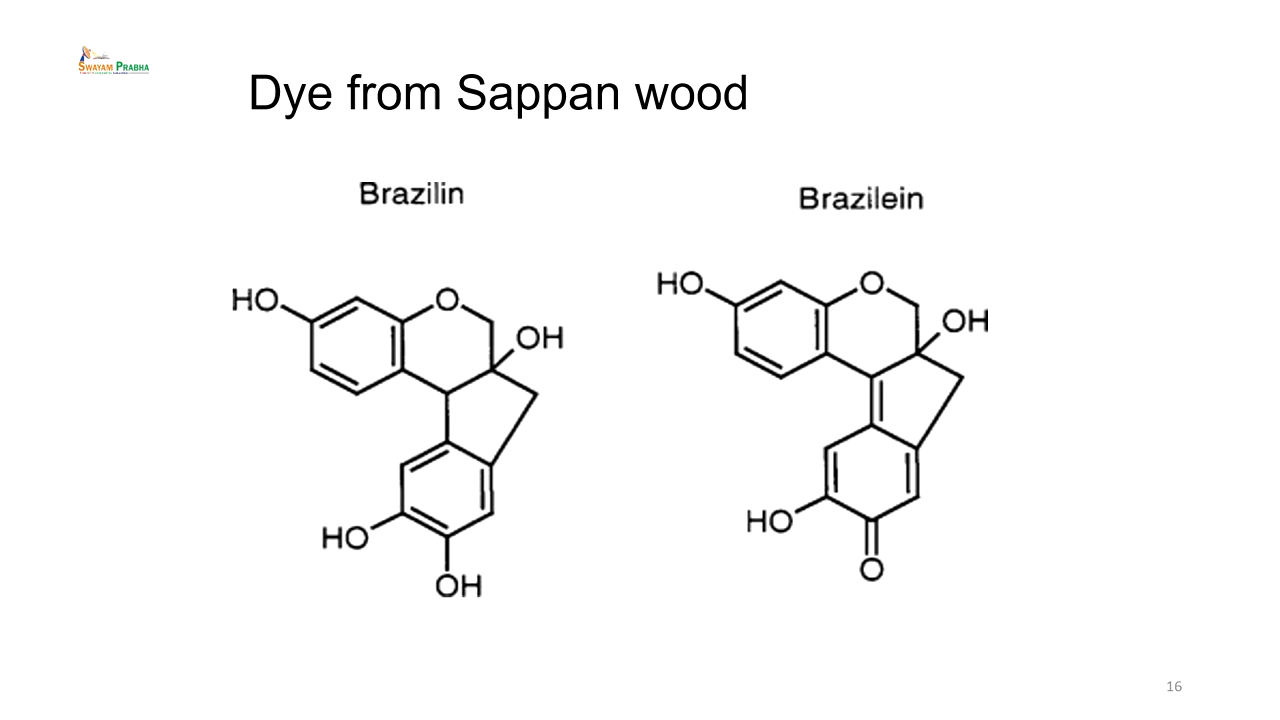 SWAYAM PRABHA
Dye from Sappan wood
Brazilin
Brazilein
HO
O
OH
HO
OH
HO
O
OH
HO
O
16